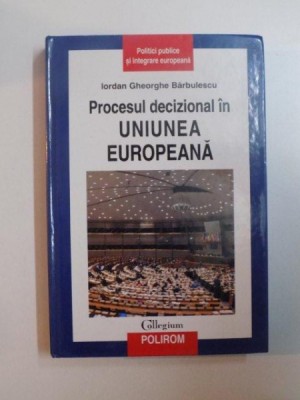 Politici publice
și integrare europeană
Iordan Gheorghe Bărbulescu
Procesul decizional în
UNIUNEA
EUROPEANĂ
Collegium
POLIROM